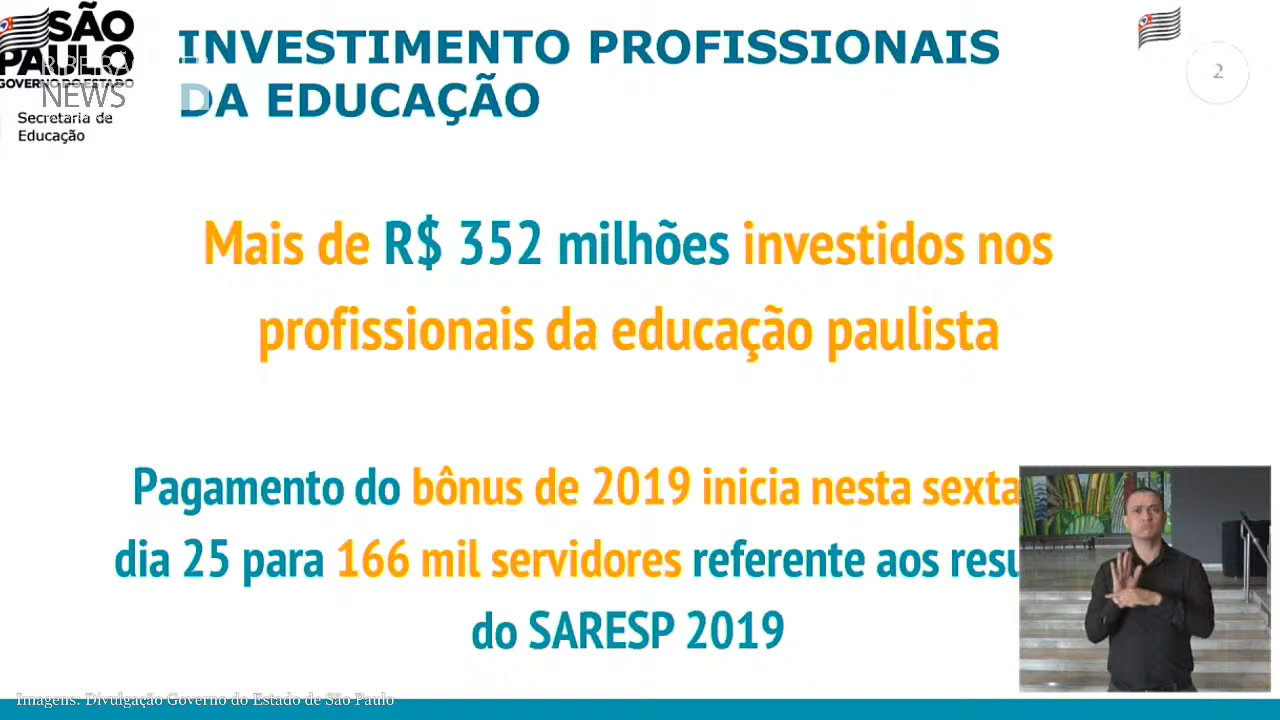 SÃO
PAULO
GOVERNO DO ESTADO
NEWS
Secretaria de
Educação
INVESTIMENTO PROFISSIONAIS
DA EDUCAÇÃO
2
Mais de R$ 352 milhões investidos nos
profissionais da educação paulista
Pagamento do bônus de 2019 inicia nesta sexta
dia 25 para 166 mil servidores referente aos resu
do SARESP 2019
Imagens: Divulgação Governo do Estado de São Paulo